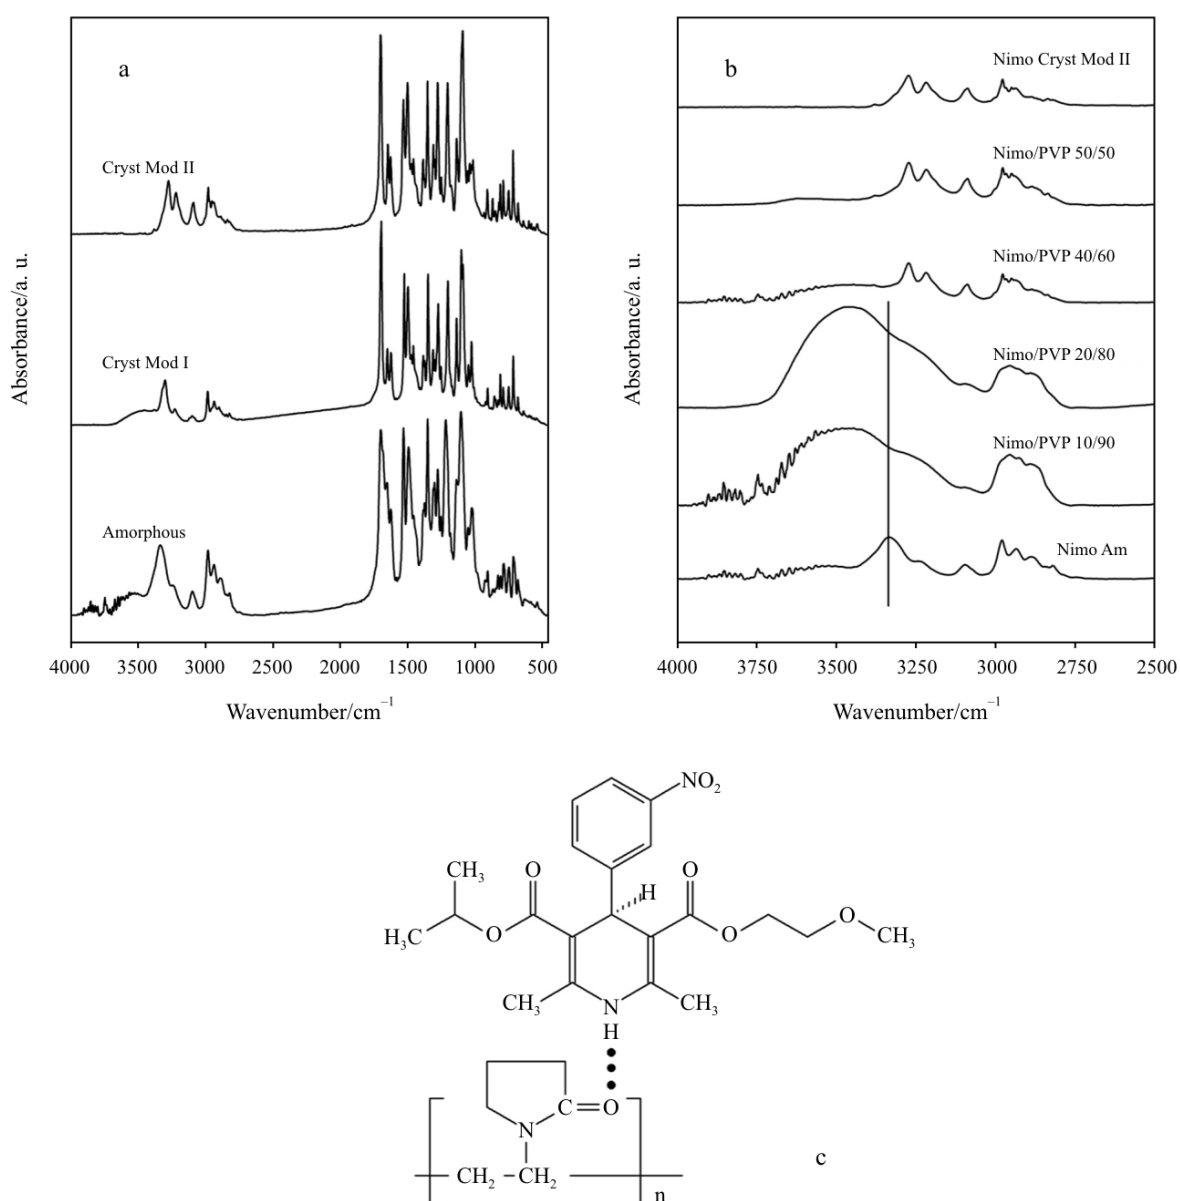 a
Cryst Mod II
Cryst Mod I
Amorphous
Absorbance/a. u.
4000 3500 3000 2500 2000 1500 1000 500
Wavenumber/cm⁻¹
b
Nimo Cryst Mod II
Nimo/PVP 50/50
Nimo/PVP 40/60
Nimo/PVP 20/80
Nimo/PVP 10/90
Nimo Am
Absorbance/a. u.
4000 3750 3500 3250 3000 2750 2500
Wavenumber/cm⁻¹
NO₂
CH₃ O H O
H₃C O O O CH₃
CH₃ N CH₃
H
C=O
N
CH₂ – CH₂
n
c